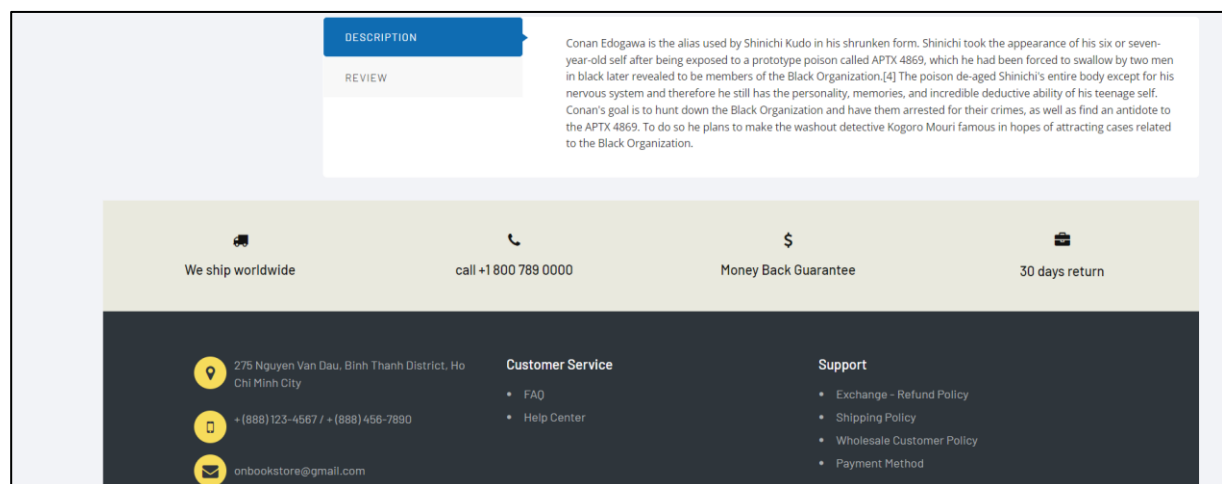 DESCRIPTION
REVIEW
Conan Edogawa is the alias used by Shinichi Kudo in his shrunken form. Shinichi took the appearance of his six or seven-
year-old self after being exposed to a prototype poison called APTX 4869, which he had been forced to swallow by two men
in black later revealed to be members of the Black Organization.[4] The poison de-aged Shinichi's entire body except for his
nervous system and therefore he still has the personality, memories, and incredible deductive ability of his teenage self.
Conan's goal is to hunt down the Black Organization and have them arrested for their crimes, as well as find an antidote to
the APTX 4869. To do so he plans to make the washout detective Kogoro Mouri famous in hopes of attracting cases related
to the Black Organization.
We ship worldwide
call +1 800 789 0000
Money Back Guarantee
30 days return
275 Nguyen Van Dau, Binh Thanh District, Ho
Chi Minh City
+ (888) 123-4567 / + (888) 456-7890
onbookstore@gmail.com
Customer Service
• FAQ
• Help Center
Support
• Exchange - Refund Policy
• Shipping Policy
• Wholesale Customer Policy
• Payment Method